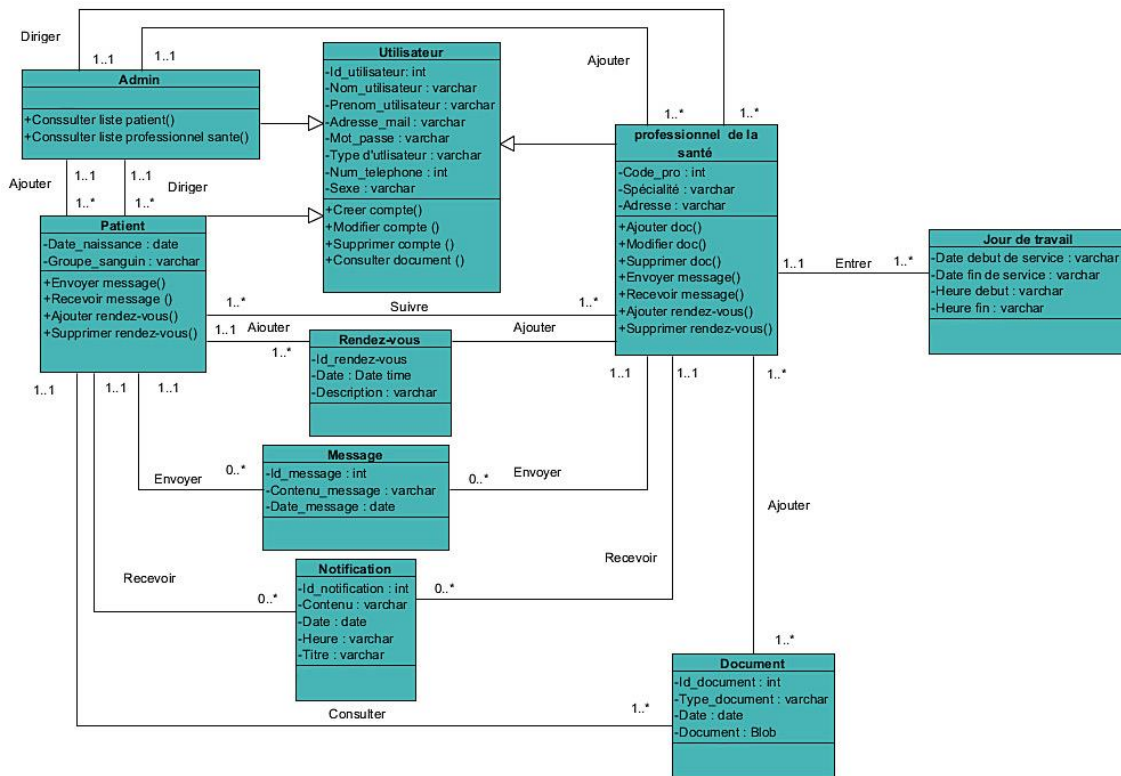 Diriger
1..1
1..1
Ajouter
1..*
1..*
Admin
+Conssulter liste patient()
+Conssulter liste professionnel sante()
Utilisateur
-Id_utilisateur: int
-Nom_utilisateur : varchar
-Prenom_utilisateur : varchar
-Adresse_mail : varchar
-Mot_passe : varchar
-Type d'utlisateur : varchar
-Num_telephone : int
-Sexe : varchar
+Creer compte()
+Modifier compte ()
+Supprimer compte ()
+Consulter document ()
professionnel de la
santé
-Code_pro : int
-Spécialité : varchar
-Adresse : varchar
+Ajouter doc()
+Modifier doc()
+Supprimer doc()
+Envoyer message()
+Recevoir message()
+Ajouter rendez-vous()
+Supprimer rendez-vous()
Ajouter
1..1
1..1
Diriger
1..*
1..*
Patient
-Date_naissance : date
-Groupe_sanguin : varchar
+Envoyer message()
+Recevoir message ()
+Ajouter rendez-vous()
+Supprimer rendez-vous()
1..1
Entrer
1..*
Jour de travail
-Date debut de service : varchar
-Date fin de service : varchar
-Heure debut : varchar
-Heure fin : varchar
1..*
Suivre
1..*
1..1
Aiouter
1..*
Ajouter
Rendez-vous
-Id_rendez-vous
-Date : Date time
-Description : varchar
1..1
1..1
1..1
1..1
1..1
1..*
Envoyer
0..*
Message
-Id_message : int
-Contenu_message : varchar
-Date_message : date
0..*
Envoyer
Ajouter
Recevoir
0..*
Notification
-Id_notification : int
-Contenu : varchar
-Date : date
-Heure : varchar
-Titre : varchar
0..*
Recevoir
1..*
Consulter
1..*
Document
-Id_document : int
-Type_document : varchar
-Date : date
-Document : Blob